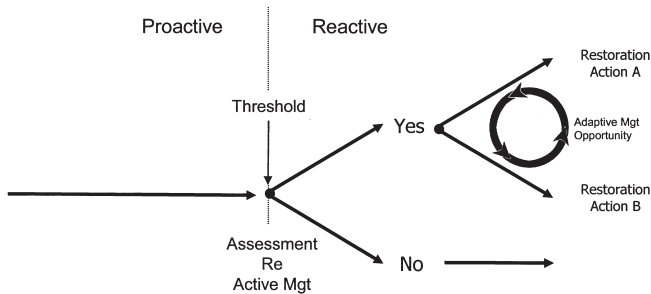 Proactive
Reactive
Threshold
Assessment
Re
Active Mgt
Yes
No
Restoration
Action A
Adaptive Mgt
Opportunity
Restoration
Action B